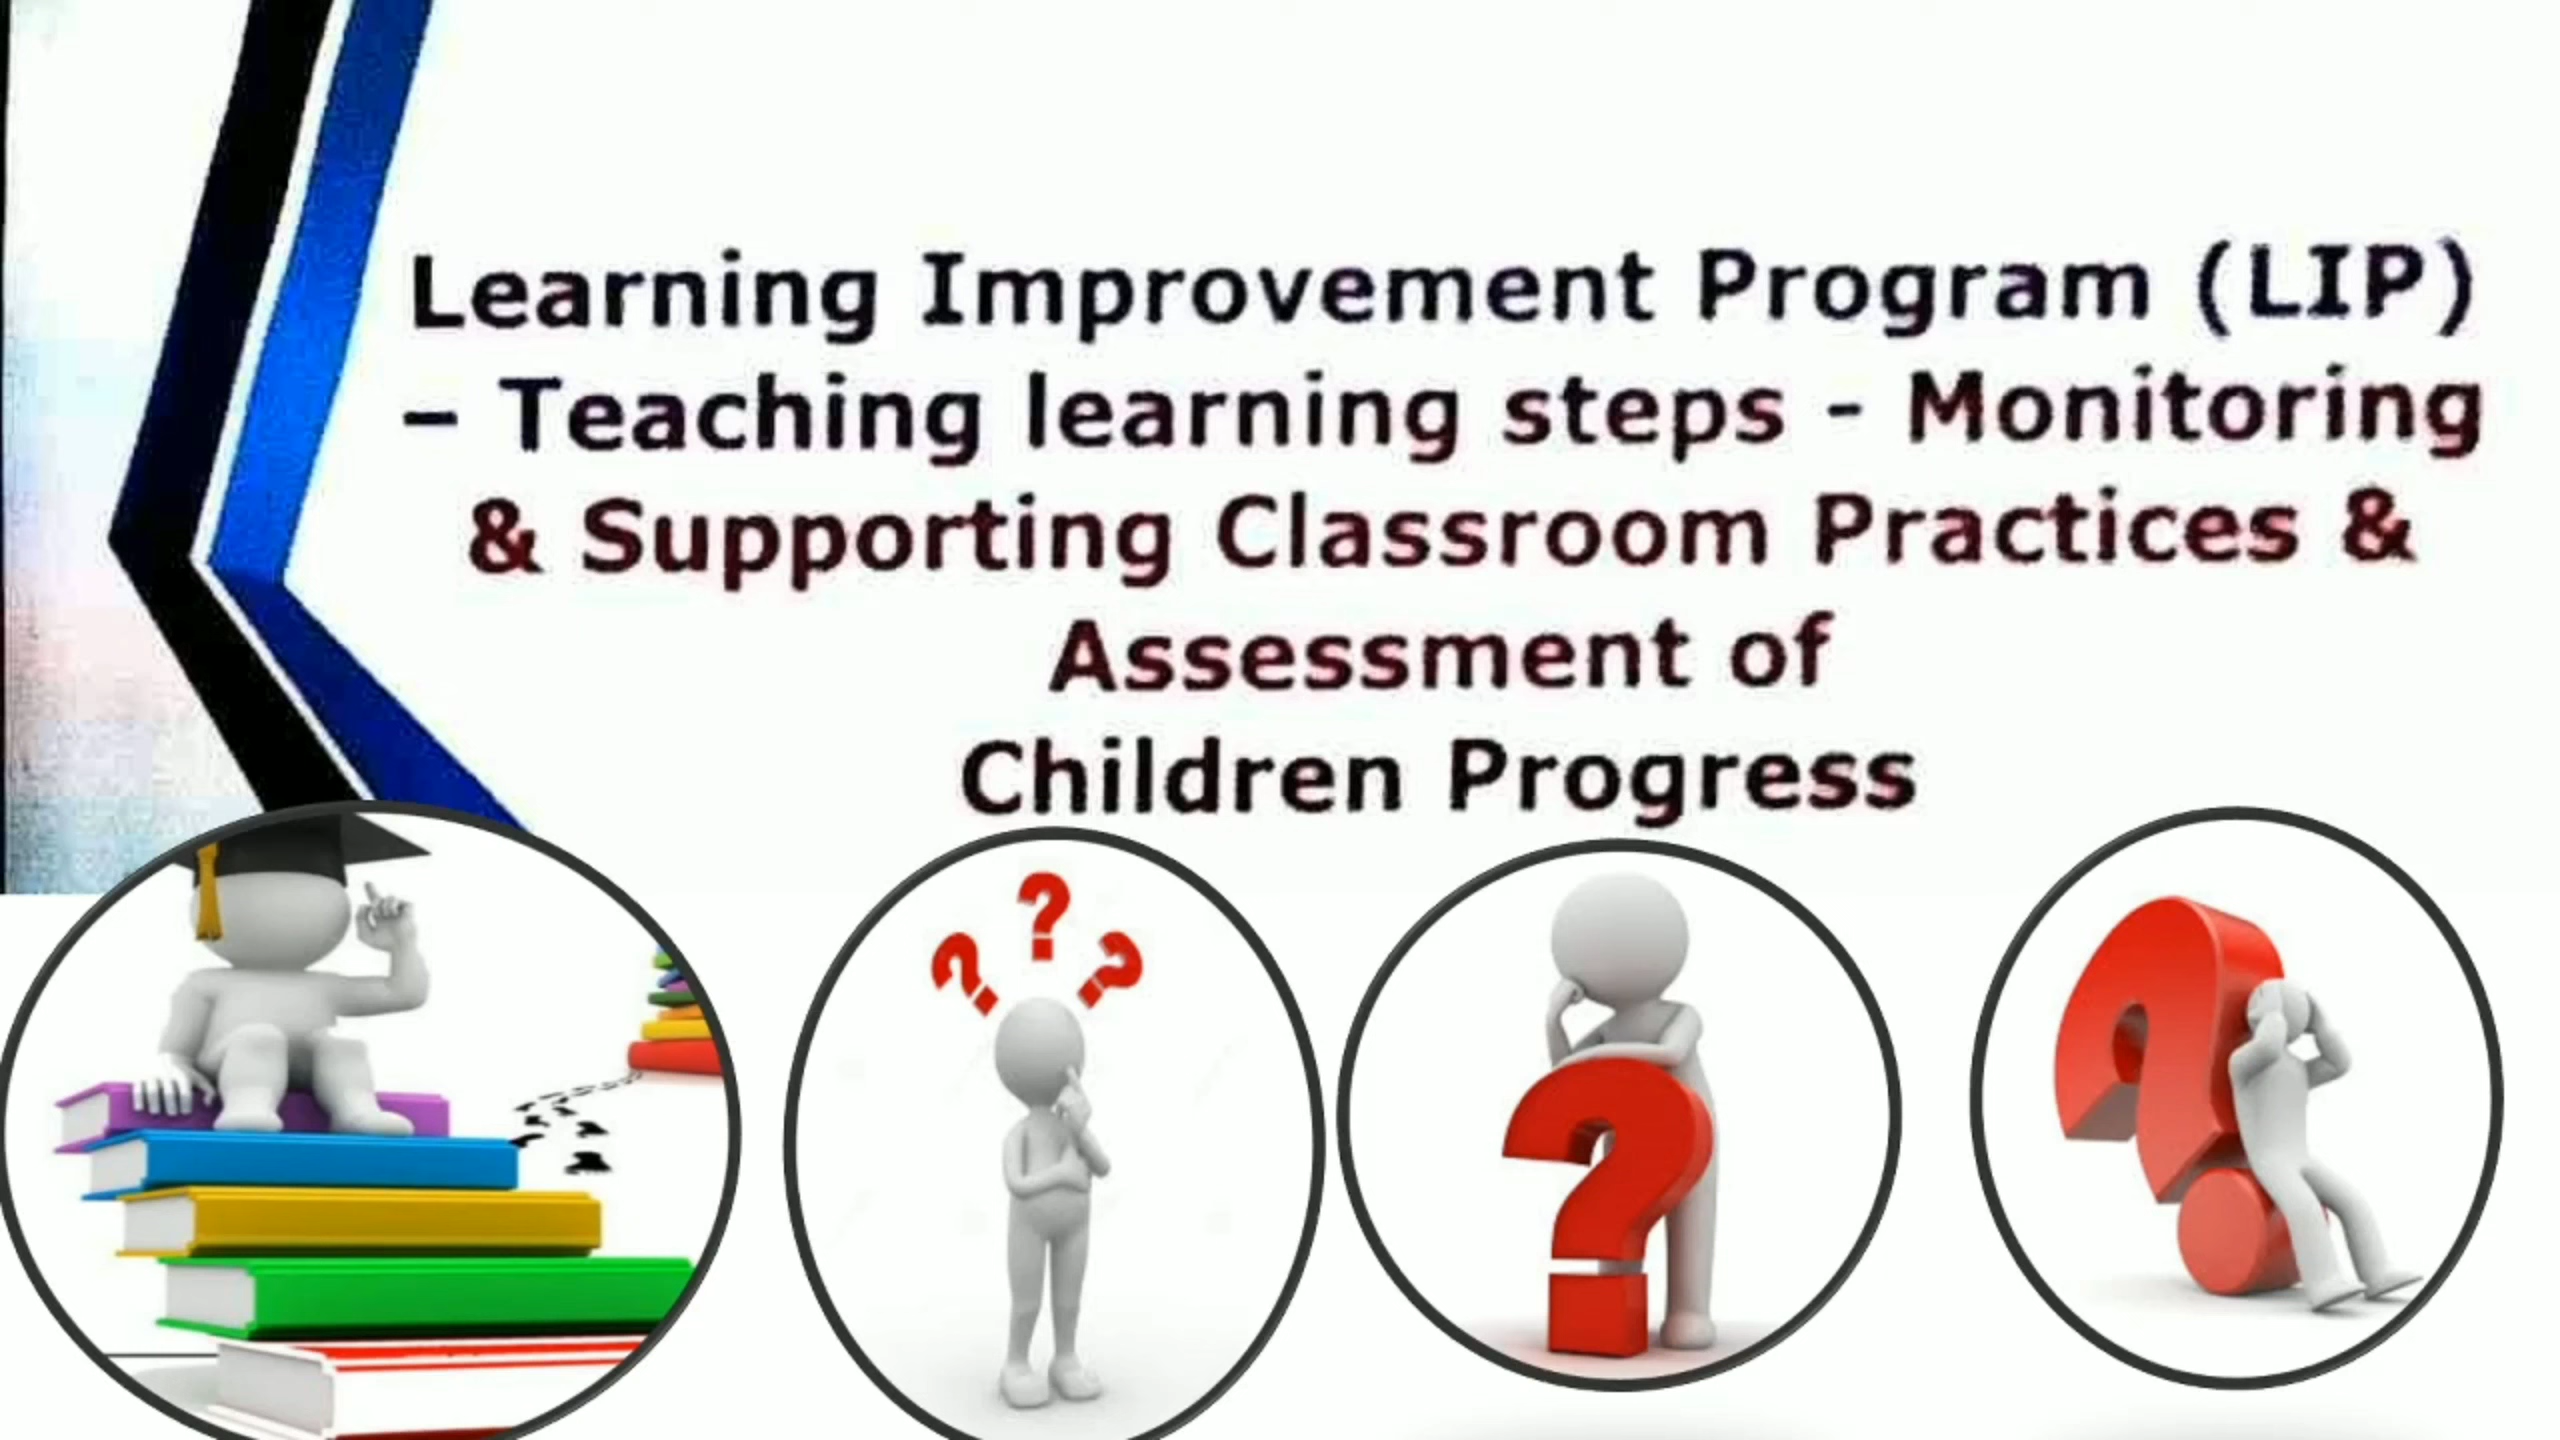 Learning Improvement Program (LIP)
– Teaching learning steps - Monitoring
& Supporting Classroom Practices &
Assessment of
Children Progress